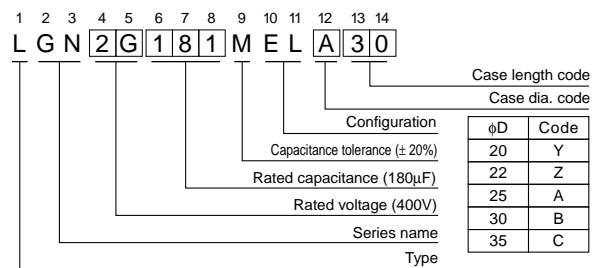 1 2 3 4 5 6 7 8 9 10 11 12 13 14
L G N 2 G 1 8 1 M E L A 3 0
Case length code
Case dia. code
Configuration
Capacitance tolerance (± 20%)
Rated capacitance (180µF)
Rated voltage (400V)
Series name
Type
ϕD Code
20 Y
22 Z
25 A
30 B
35 C